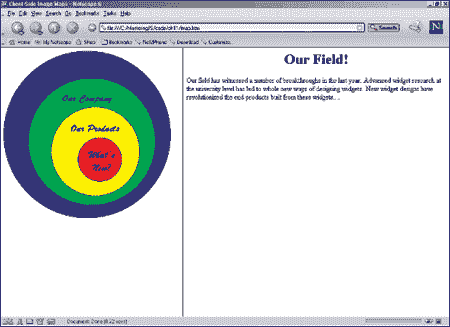 Client Side Image Maps - Netscape 6
File Edit View Search Go Bookmarks Tasks Help
Search
Home My Netscape Shop Bookmarks Net2Phone Download Customize...
Our Field!
Our field has witnessed a number of breakthroughs in the last year. Advanced widget research at
the university level has led to whole new ways of designing widgets. New widget designs have
revolutionized the end-products built from these widgets....
Our Company
Our Products
What's
New?
Document: Done